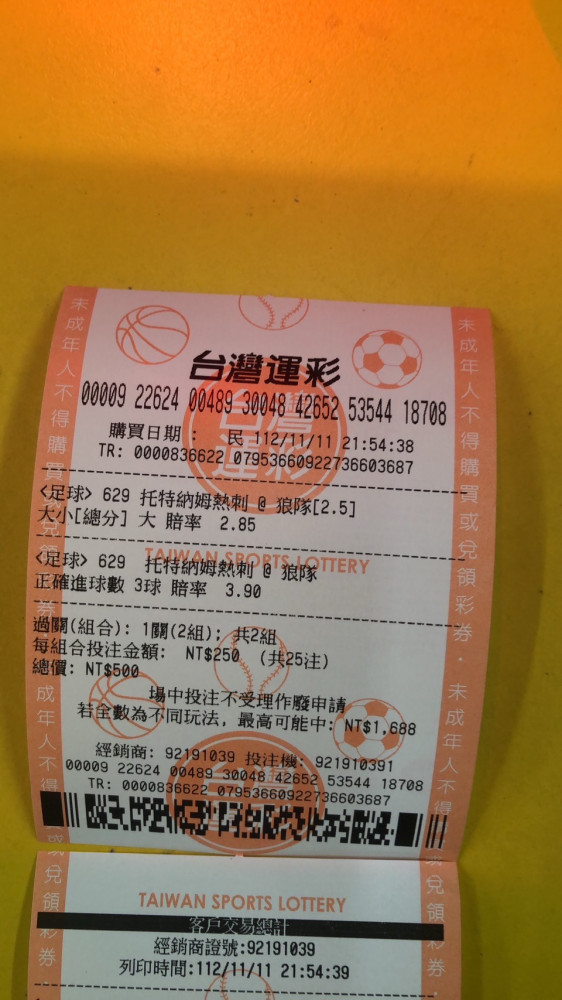 台灣運彩
00009 22624 00489 30048 42652 53544 18708
購買日期 : 民 112/11/11 21:54:38
TR: 0000836622 07953660922736603687
<足球> 629 托特納姆熱刺 @ 狼隊[2.5]
大小[總分] 大 賠率 2.85
TAIWAN SPORTS LOTTERY
<足球> 629 托特納姆熱刺 @ 狼隊
正確進球數 3球 賠率 3.90
過關(組合): 1關(2組): 共2組
每組合投注金額: NT$250 (共25注)
總價: NT$500
場中投注不受理作廢申請
若全數為不同玩法, 最高可能中: NT$1,688
經銷商: 92191039 投注機: 921910391
00009 22624 00489 30048 42652 53544 18708
TR: 0000836622 07953660922736603687
未成年人不得購買或兌領彩券
未成年人不得購買或兌領彩券・未成年人不得
TAIWAN SPORTS LOTTERY
客戶交易總計
經銷商證號:92191039
列印時間:112/11/11 21:54:39